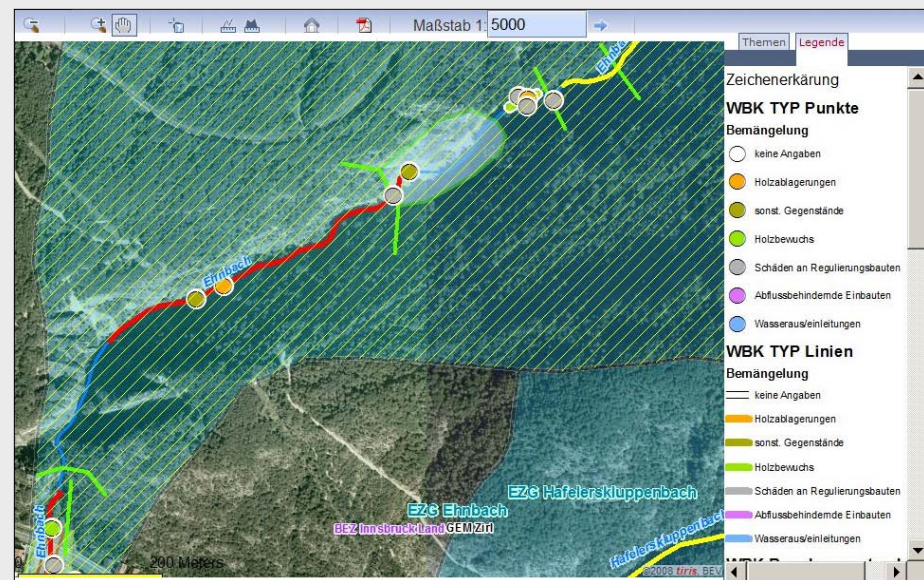 Maßstab 1: 5000
Themen
Legende
Zeichenerkärung
WBK TYP Punkte
Bemängelung
keine Angaben
Holzablagerungen
sonst. Gegenstände
Holzbewuchs
Schäden an Regulierungsbauten
Abflussbehindernde Einbauten
Wasseraus/einleitungen
WBK TYP Linien
Bemängelung
keine Angaben
Holzablagerungen
sonst. Gegenstände
Holzbewuchs
Schäden an Regulierungsbauten
Abflussbehindernde Einbauten
Wasseraus/einleitungen
Ehnbach
Ehnbach
EZG Hafelerskluppenbach
EZG Ehnbach
BEZ Innsbruck Land GEM Zirl
Hafelerskluppenbach
Ehnbach
200 Meters
©2008 tiris, BEV